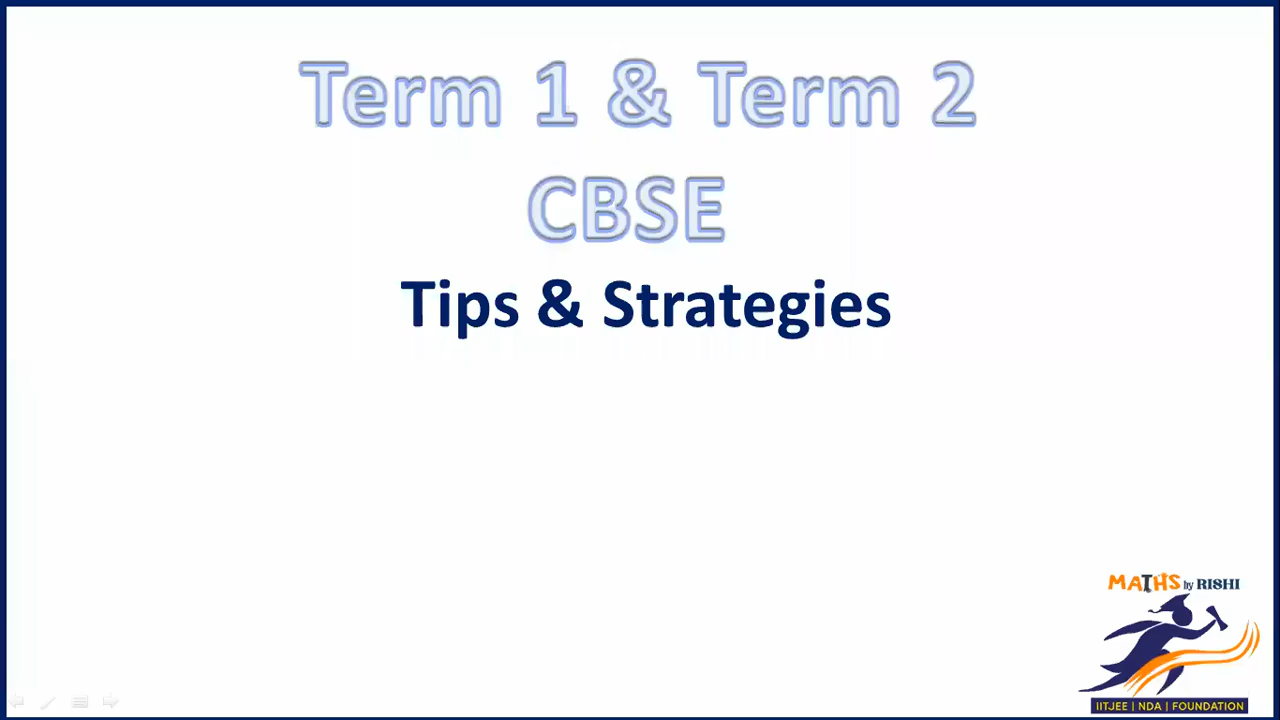 Term 1 & Term 2
CBSE
Tips & Strategies
MATHS by RISHI
IITJEE | NDA | FOUNDATION